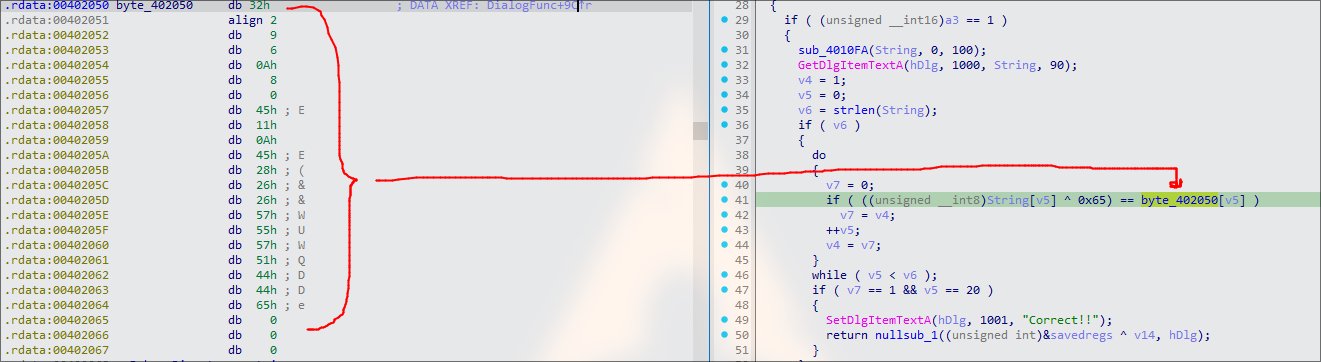 .rdata:00402050 byte_402050 db 32h ; DATA XREF: DialogFunc+9C↑r
.rdata:00402051 align 2
.rdata:00402052 db 9
.rdata:00402053 db 6
.rdata:00402054 db 0Ah
.rdata:00402055 db 8
.rdata:00402056 db 0
.rdata:00402057 db 45h ; E
.rdata:00402058 db 11h
.rdata:00402059 db 0Ah
.rdata:0040205A db 45h ; E
.rdata:0040205B db 28h ; (
.rdata:0040205C db 26h ; &
.rdata:0040205D db 26h ; &
.rdata:0040205E db 57h ; W
.rdata:0040205F db 55h ; U
.rdata:00402060 db 57h ; W
.rdata:00402061 db 51h ; Q
.rdata:00402062 db 44h ; D
.rdata:00402063 db 44h ; D
.rdata:00402064 db 65h ; e
.rdata:00402065 db 0
.rdata:00402066 db 0
.rdata:00402067 db 0
28 {
29 if ( (unsigned __int16)a3 == 1 )
30 {
31 sub_4010FA(String, 0, 100);
32 GetDlgItemTextA(hDlg, 1000, String, 90);
33 v4 = 1;
34 v5 = 0;
35 v6 = strlen(String);
36 if ( v6 )
37 {
38 do
39 {
40 v7 = 0;
41 if ( ((unsigned __int8)String[v5] ^ 0x65) == byte_402050[v5] )
42 v7 = v4;
43 ++v5;
44 v4 = v7;
45 }
46 while ( v5 < v6 );
47 if ( v7 == 1 && v5 == 20 )
48 {
49 SetDlgItemTextA(hDlg, 1001, "Correct!!");
50 return nullsub_1((unsigned int)&savedregs ^ v14, hDlg);
51 }